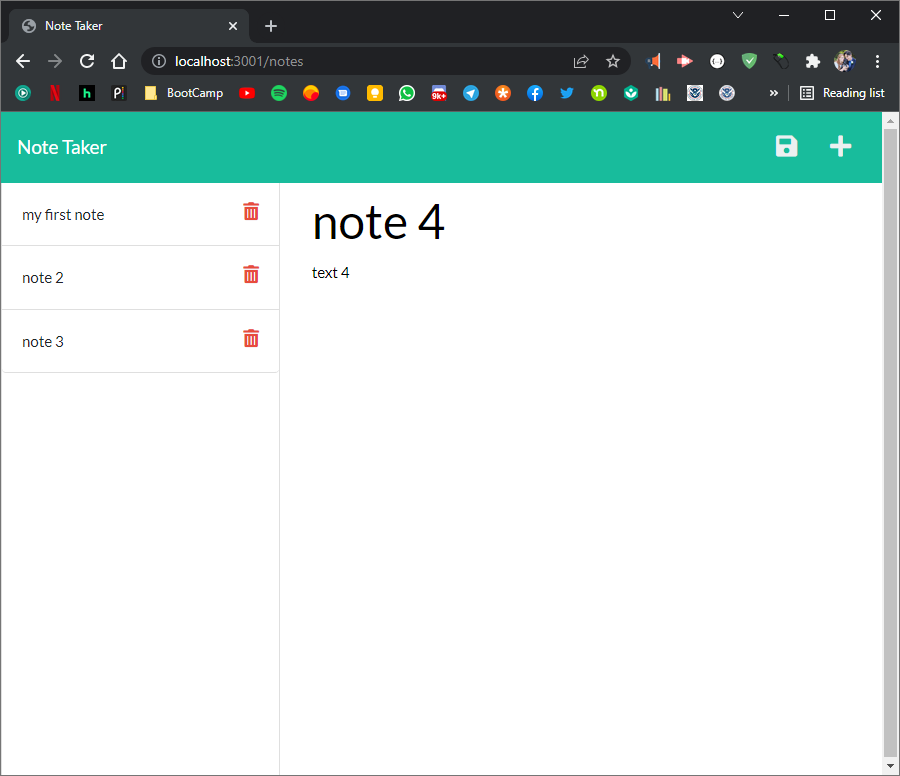 Note Taker
localhost:3001/notes
h P! BootCamp 9K+ » Reading list
Note Taker
my first note
note 2
note 3
note 4
text 4